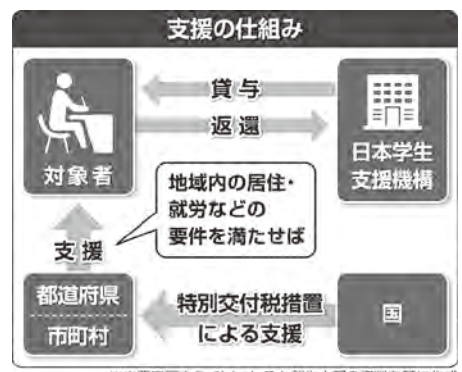 支援の仕組み
対象者
貸与
返還
日本学生
支援機構
地域内の居住・
就労などの
要件を満たせば
支援
都道府県
市町村
特別交付税措置
による支援
国